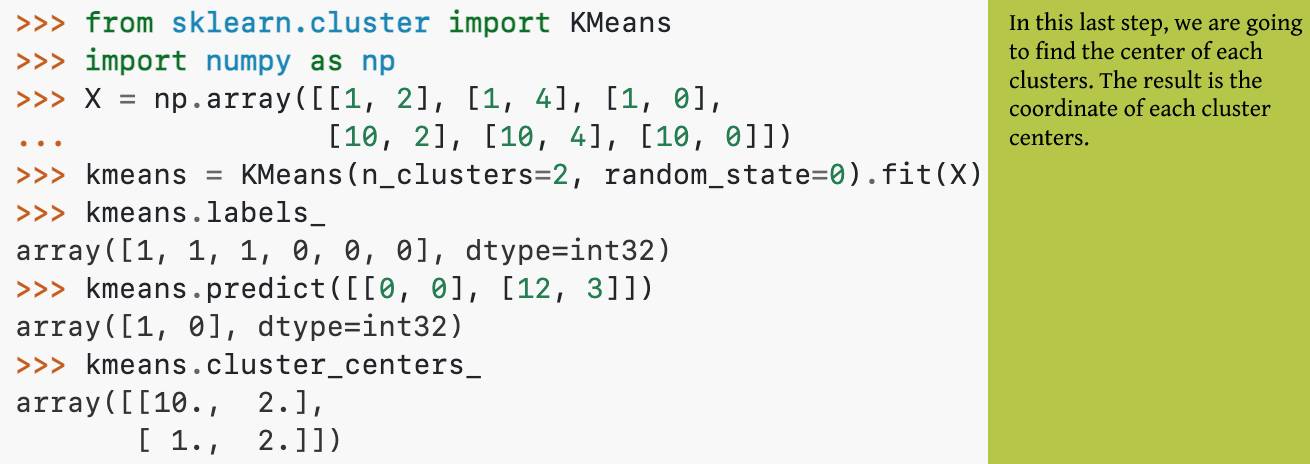 >>> from sklearn.cluster import KMeans
>>> import numpy as np
>>> X = np.array([[1, 2], [1, 4], [1, 0],
...               [10, 2], [10, 4], [10, 0]])
>>> kmeans = KMeans(n_clusters=2, random_state=0).fit(X)
>>> kmeans.labels_
array([1, 1, 1, 0, 0, 0], dtype=int32)
>>> kmeans.predict([[0, 0], [12, 3]])
array([1, 0], dtype=int32)
>>> kmeans.cluster_centers_
array([[10.,  2.],
       [ 1.,  2.]])
In this last step, we are going
to find the center of each
clusters. The result is the
coordinate of each cluster
centers.